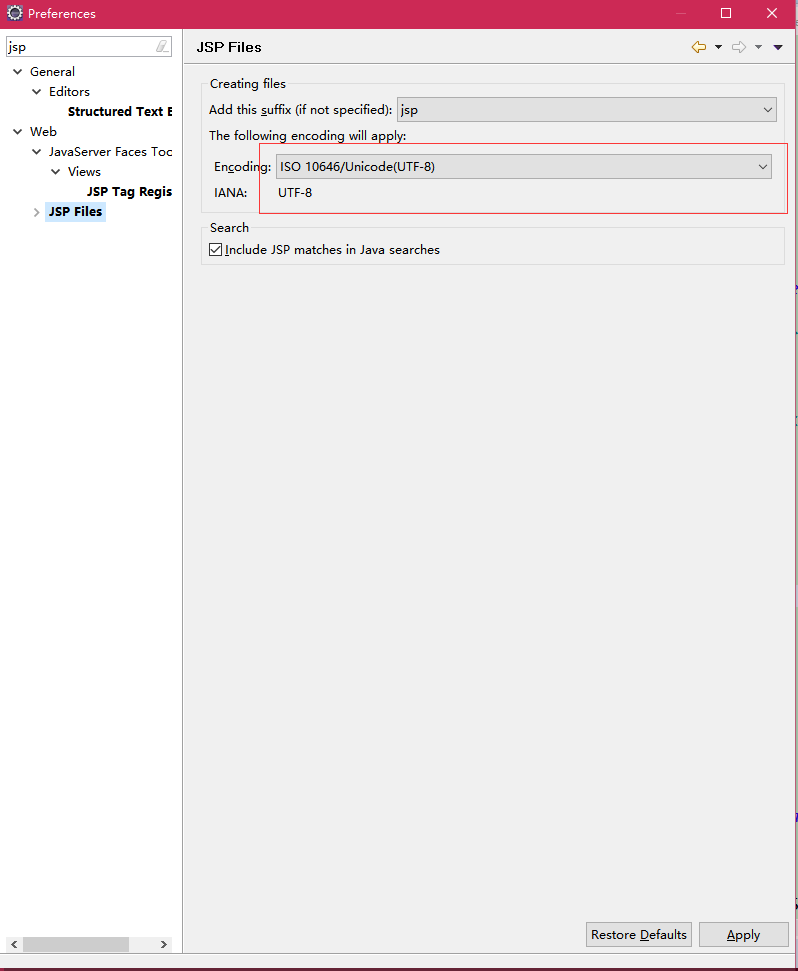 Preferences
jsp
General
Editors
Structured Text E
Web
JavaServer Faces Too
Views
JSP Tag Regis
JSP Files
JSP Files
Creating files
Add this suffix (if not specified): jsp
The following encoding will apply:
Encoding: ISO 10646/Unicode(UTF-8)
IANA: UTF-8
Search
Include JSP matches in Java searches
Restore Defaults
Apply